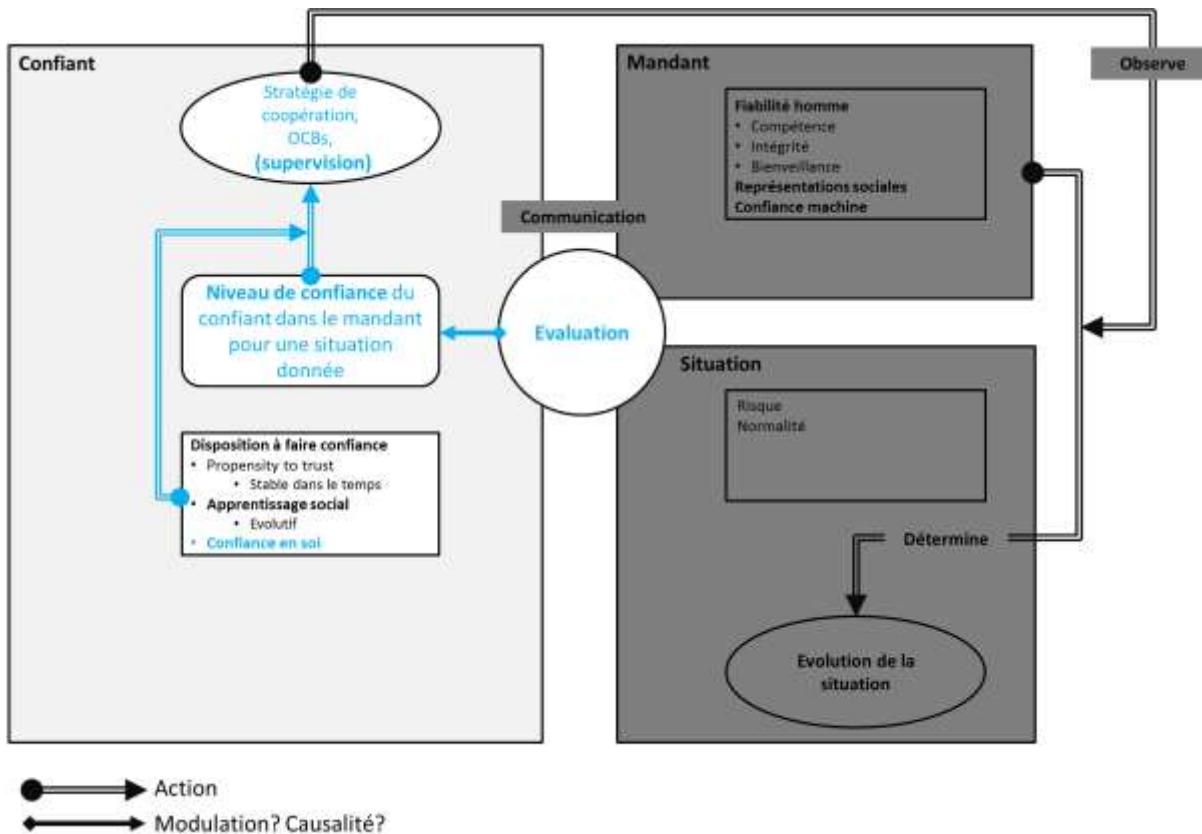 Confiant
Stratégie de
coopération,
OCBs,
(supervision)
Niveau de confiance du
confiant dans le mandant
pour une situation
donnée
Disposition à faire confiance
• Propensity to trust
• Stable dans le temps
• Apprentissage social
• Evolutif
• Confiance en soi
Communication
Evaluation
Mandant
Fiabilité homme
• Compétence
• Intégrité
• Bienveillance
Représentations sociales
Confiance machine
Observe
Situation
Risque
Normalité
Détermine
Evolution de la
situation
Action
Modulation? Causalité?